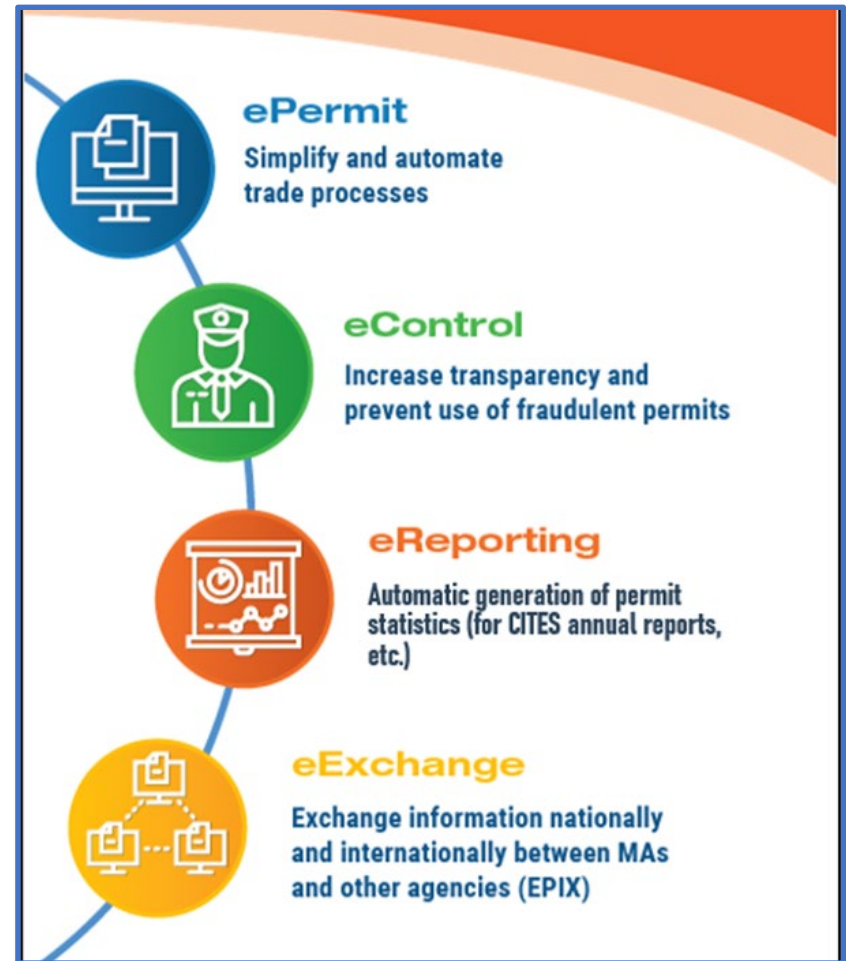 ePermit
Simplify and automate
trade processes
eControl
Increase transparency and
prevent use of fraudulent permits
eReporting
Automatic generation of permit
statistics (for CITES annual reports,
etc.)
eExchange
Exchange information nationally
and internationally between MAs
and other agencies (EPIX)